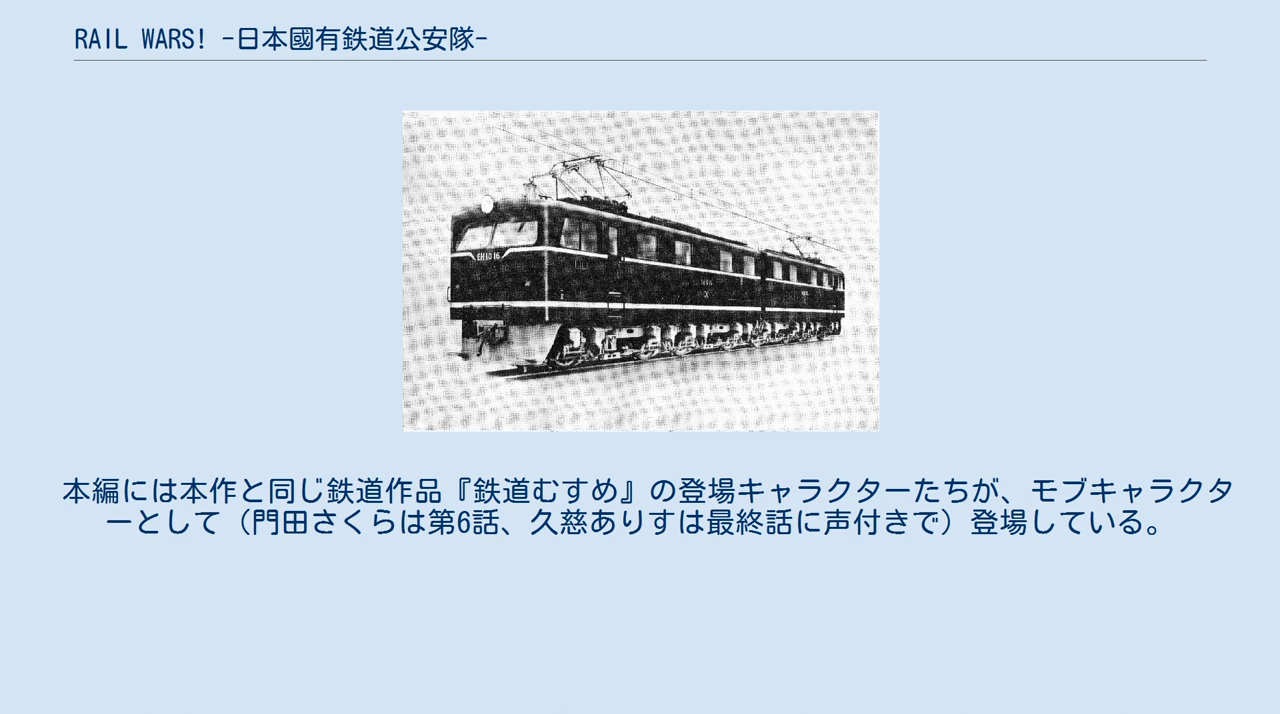 RAIL WARS! -日本國有鉄道公安隊-
EH10 16
本編には本作と同じ鉄道作品『鉄道むすめ』の登場キャラクターたちが、モブキャラクタ
ーとして（門田さくらは第6話、久慈ありすは最終話に声付きで）登場している。